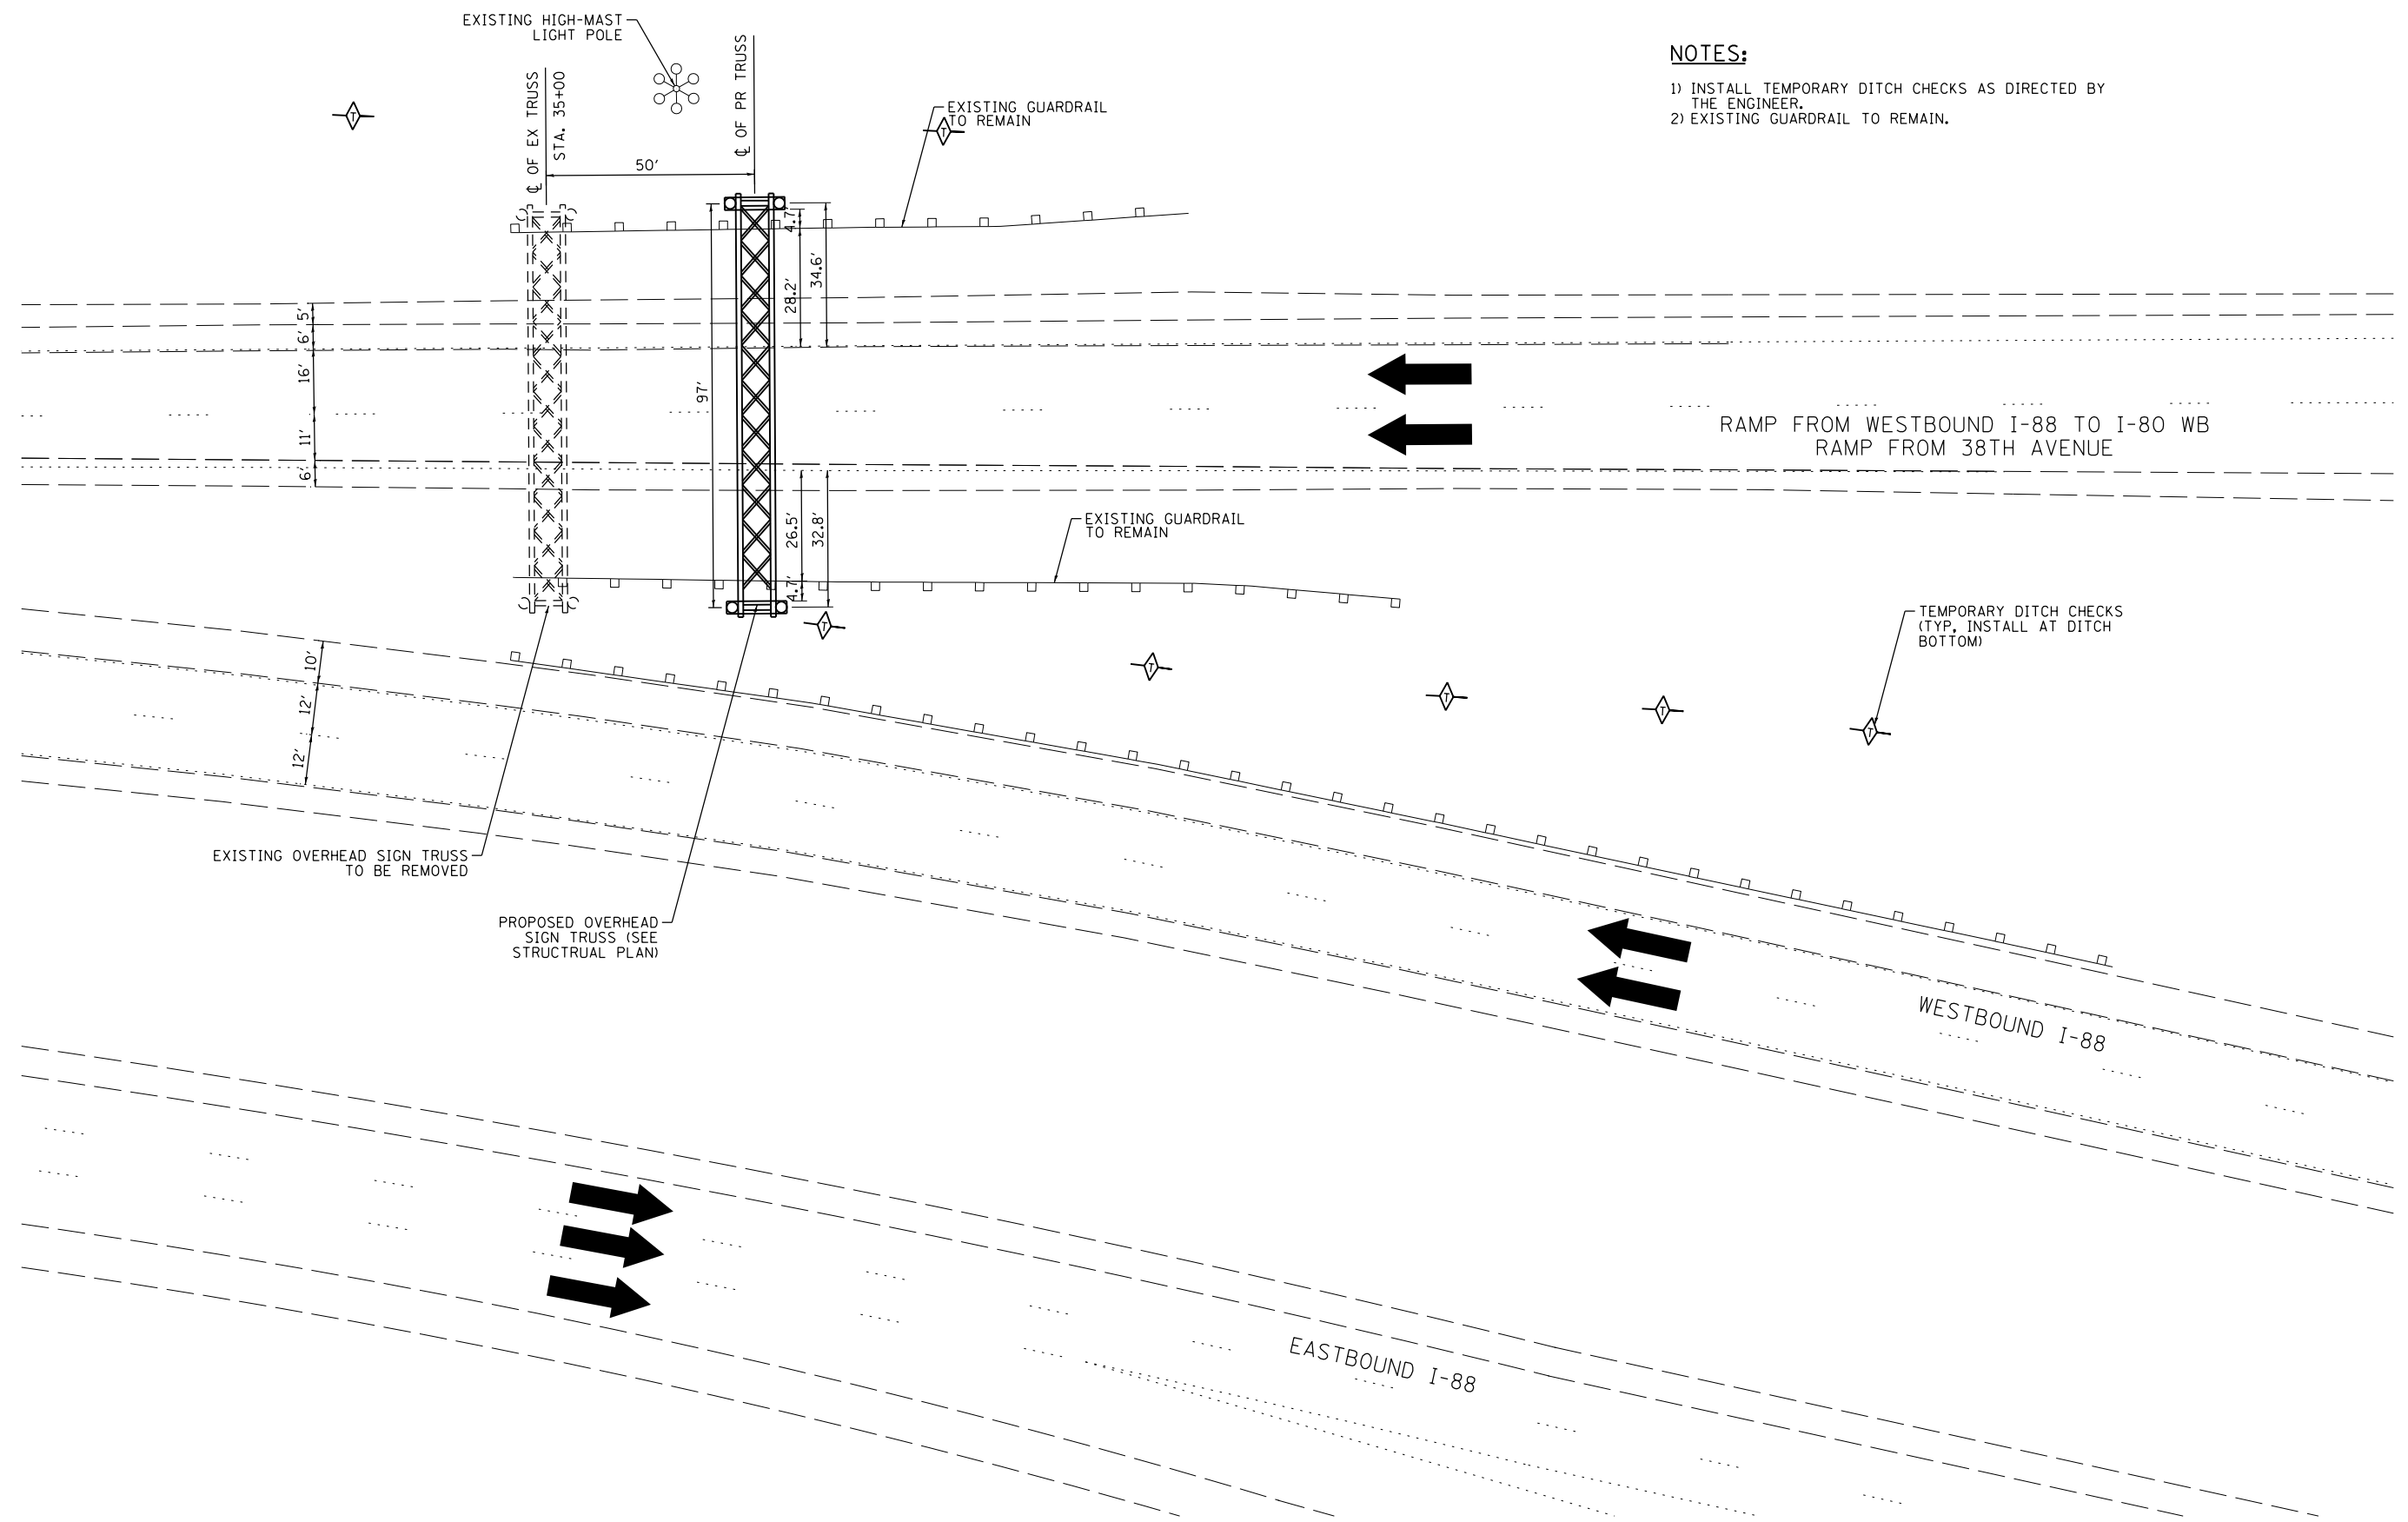 EXISTING HIGH-MAST
LIGHT POLE
℄ OF EX TRUSS
STA. 35+00
℄ OF PR TRUSS
50'
EXISTING GUARDRAIL
TO REMAIN
T
T
NOTES:
1) INSTALL TEMPORARY DITCH CHECKS AS DIRECTED BY
THE ENGINEER.
2) EXISTING GUARDRAIL TO REMAIN.
4.7'
28.2'
34.6'
97'
5'
6'
16'
11'
6'
RAMP FROM WESTBOUND I-88 TO I-80 WB
RAMP FROM 38TH AVENUE
26.5'
32.8'
4.7'
EXISTING GUARDRAIL
TO REMAIN
T
T
T
T
T
TEMPORARY DITCH CHECKS
(TYP, INSTALL AT DITCH
BOTTOM)
10'
12'
12'
EXISTING OVERHEAD SIGN TRUSS
TO BE REMOVED
PROPOSED OVERHEAD
SIGN TRUSS (SEE
STRUCTRUAL PLAN)
WESTBOUND I-88
EASTBOUND I-88